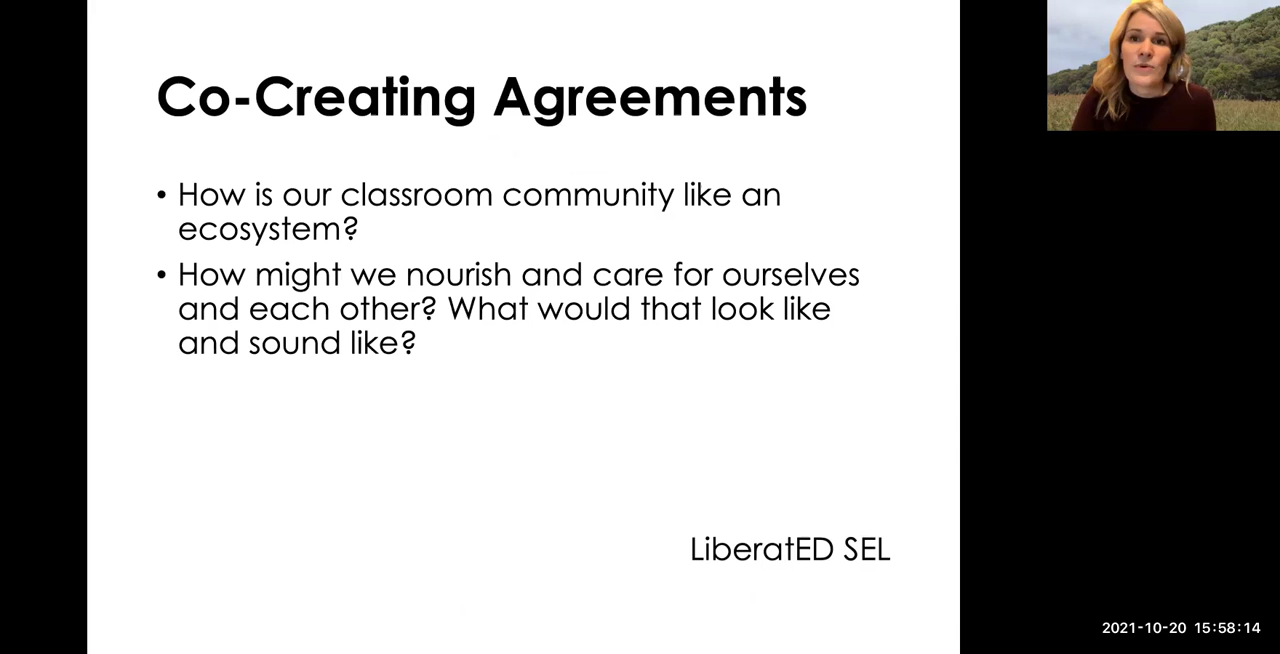 Co-Creating Agreements
• How is our classroom community like an
ecosystem?
• How might we nourish and care for ourselves
and each other? What would that look like
and sound like?
LiberatED SEL
2021-10-20 15:58:14